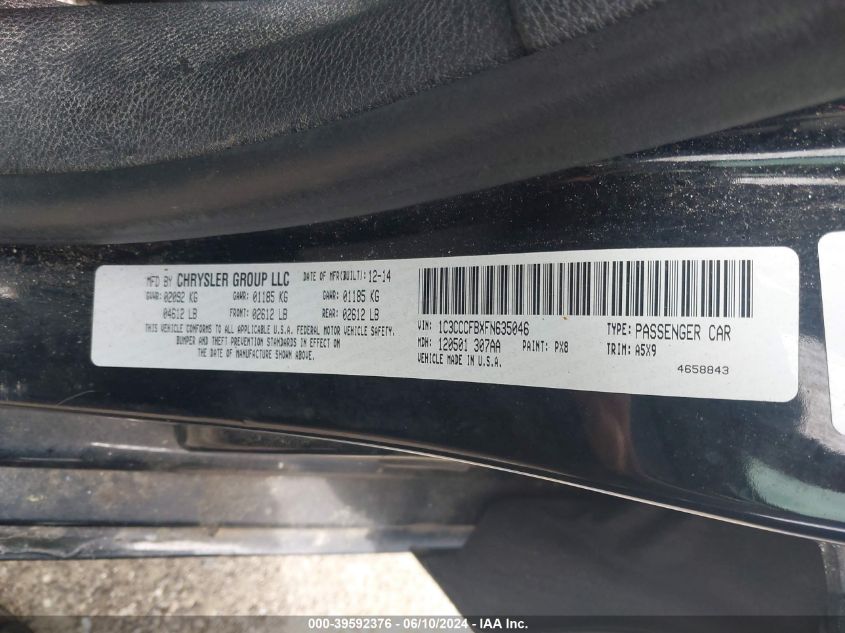 MFD BY CHRYSLER GROUP LLC DATE OF MFR(BUILT): 12-14
GVWR: 02092 KG GAWR: 01185 KG GAWR: 01185 KG
04612 LB FRONT: 02612 LB REAR: 02612 LB
THIS VEHICLE CONFORMS TO ALL APPLICABLE U.S.A. FEDERAL MOTOR VEHICLE SAFETY,
BUMPER AND THEFT PREVENTION STANDARDS IN EFFECT ON
THE DATE OF MANUFACTURE SHOWN ABOVE.
VIN: 1C3CCCFBXFN635046 TYPE: PASSENGER CAR
MDH: 120501 307AA PAINT: PX8 TRIM: A5X9
VEHICLE MADE IN U.S.A.
4658843
000-39592376 - 06/10/2024 - IAAI.com